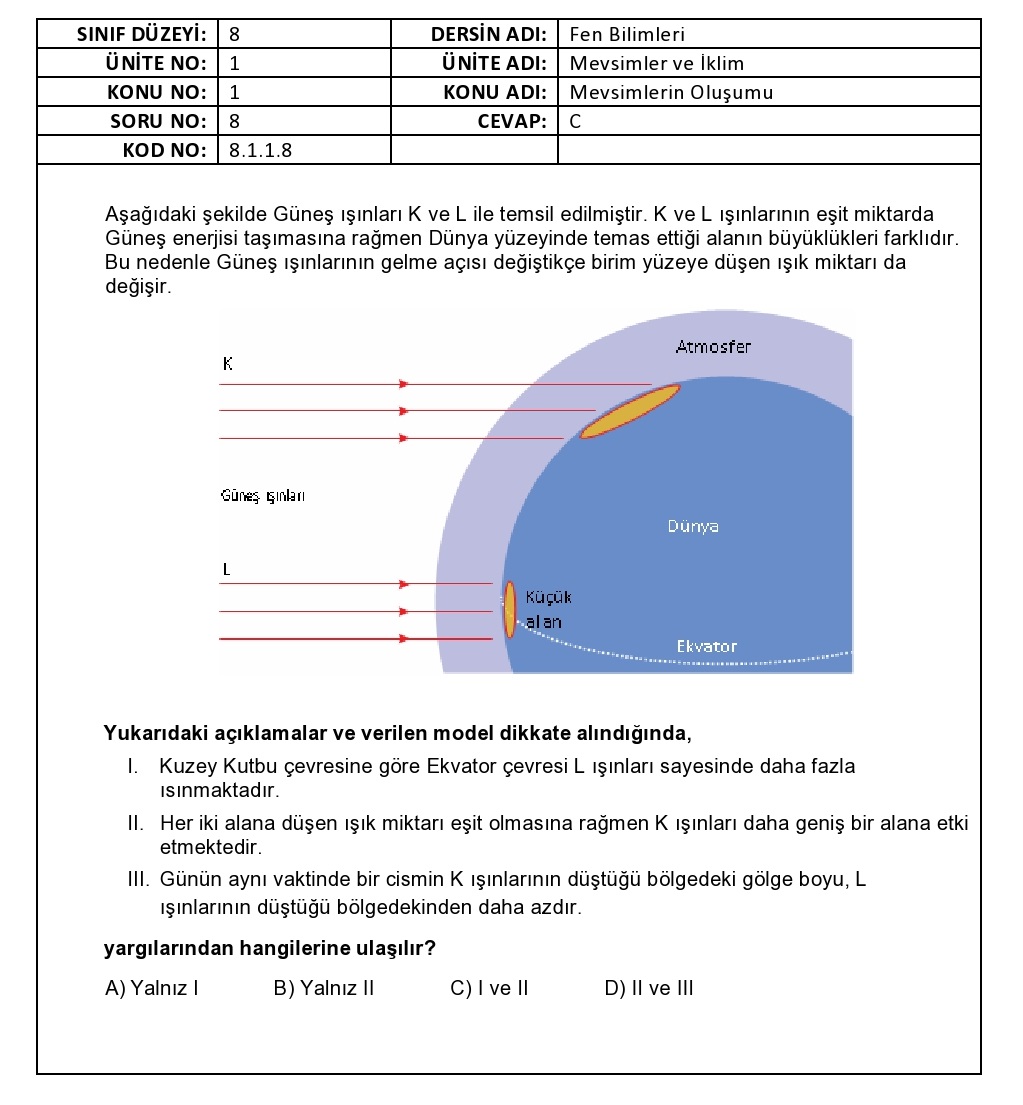 SINIF DÜZEYİ: 8 DERSİN ADI: Fen Bilimleri
ÜNİTE NO: 1 ÜNİTE ADI: Mevsimler ve İklim
KONU NO: 1 KONU ADI: Mevsimlerin Oluşumu
SORU NO: 8 CEVAP: C
KOD NO: 8.1.1.8
Aşağıdaki şekilde Güneş ışınları K ve L ile temsil edilmiştir. K ve L ışınlarının eşit miktarda
Güneş enerjisi taşımasına rağmen Dünya yüzeyinde temas ettiği alanın büyüklükleri farklıdır.
Bu nedenle Güneş ışınlarının gelme açısı değiştikçe birim yüzeye düşen ışık miktarı da
değişir.
Atmosfer
K
Güneş ışınları
Dünya
L
Küçük
alan
Ekvator
Yukarıdaki açıklamalar ve verilen model dikkate alındığında,
I. Kuzey Kutbu çevresine göre Ekvator çevresi L ışınları sayesinde daha fazla
ısınmaktadır.
II. Her iki alana düşen ışık miktarı eşit olmasına rağmen K ışınları daha geniş bir alana etki
etmektedir.
III. Günün aynı vaktinde bir cismin K ışınlarının düştüğü bölgedeki gölge boyu, L
ışınlarının düştüğü bölgedekinden daha azdır.
yargılarından hangilerine ulaşılır?
A) Yalnız I B) Yalnız II C) I ve II D) II ve III